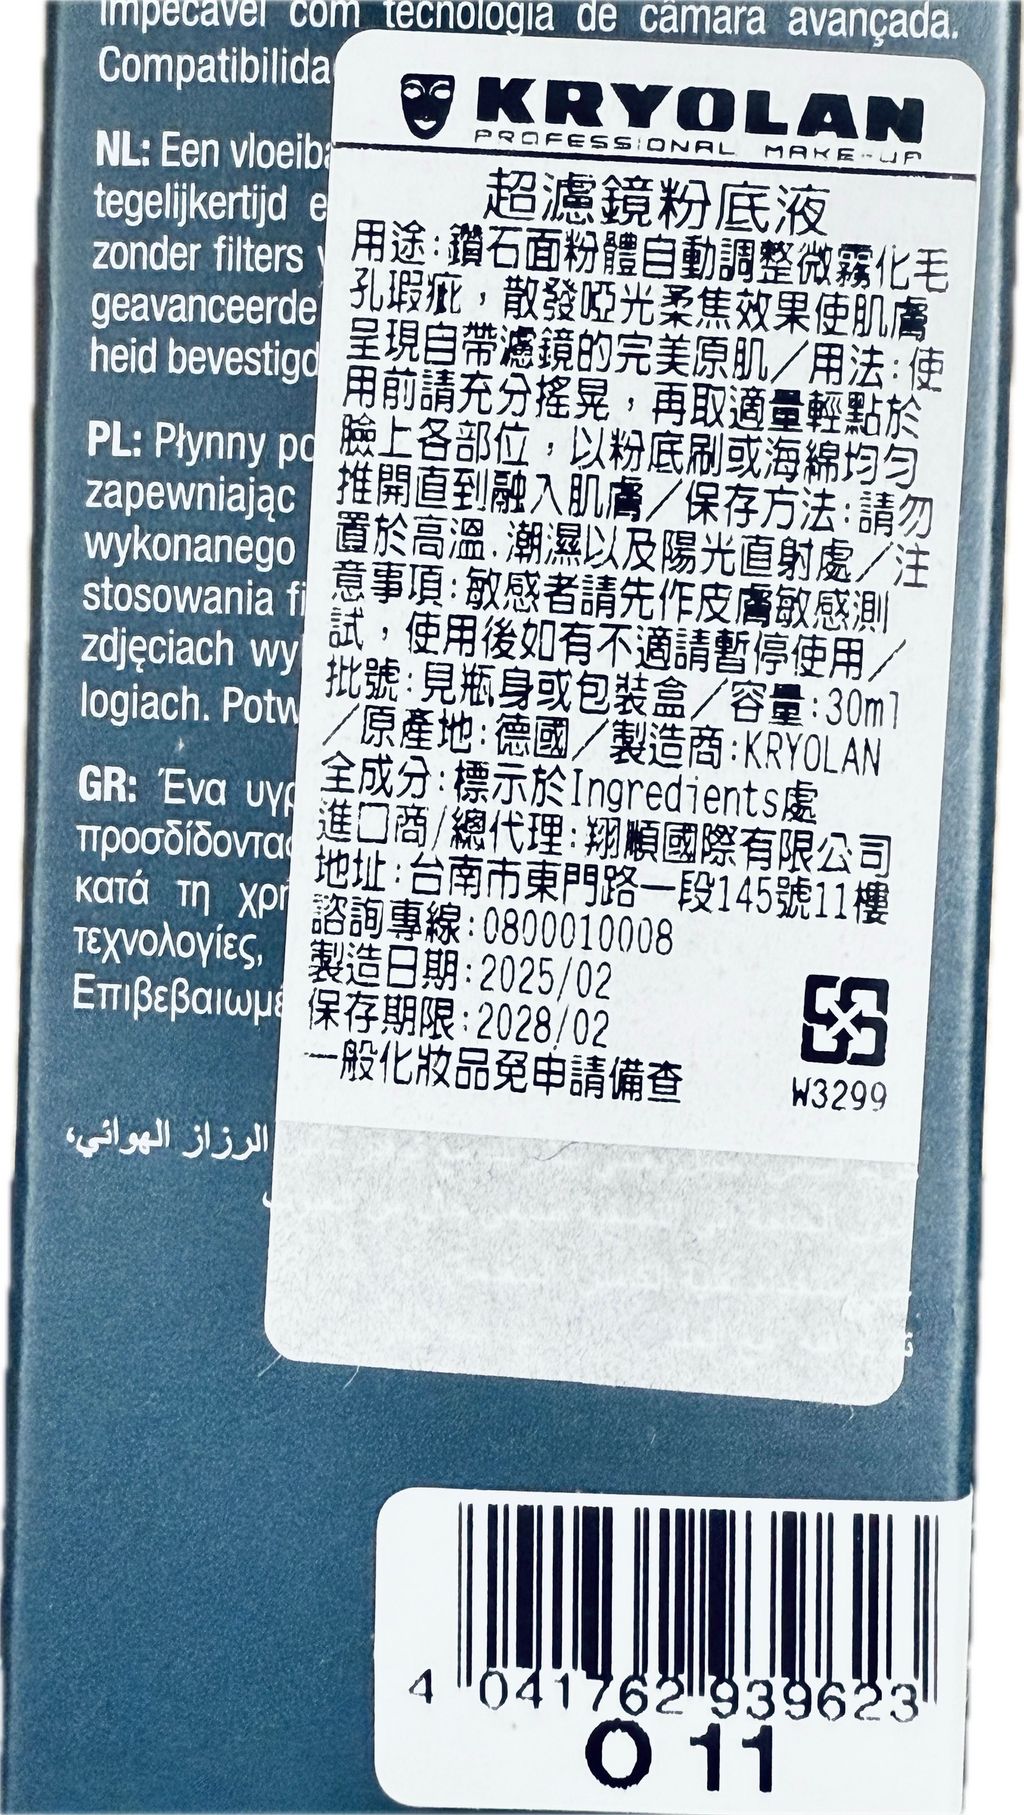 Impecável com tecnologia de câmara avançada.
Compatibilida
NL: Een vloeib
tegelijkertijd e
zonder filters
geavanceerde
heid bevestigd
PL: Płynny po
zapewniając
wykonanego
stosowania fi
zdjęciach wy
logiach. Potw
GR: Ένα υγρ
προσδίδοντας
κατά τη χρή
τεχνολογίες,
Επιβεβαιωμέ
الرزاز الهوائي،
KRYOLAN
PROFESSIONAL MAKE-UP
超濾鏡粉底液
用途:鑽石面粉體自動調整微霧化毛
孔瑕疵，散發啞光柔焦效果使肌膚
呈現自帶濾鏡的完美原肌／用法:使
用前請充分搖晃，再取適量輕點於
臉上各部位，以粉底刷或海綿均勻
推開直到融入肌膚／保存方法:請勿
置於高溫.潮濕以及陽光直射處／注
意事項:敏感者請先作皮膚敏感測
試，使用後如有不適請暫停使用／
批號:見瓶身或包裝盒／容量:30ml
／原產地:德國／製造商:KRYOLAN
全成分:標示於Ingredients處
進口商/總代理:翔順國際有限公司
地址:台南市東門路一段145號11樓
諮詢專線:0800010008
製造日期:2025/02
保存期限:2028/02
一般化妝品免申請備查
W3299
4 041762 939623
O 11